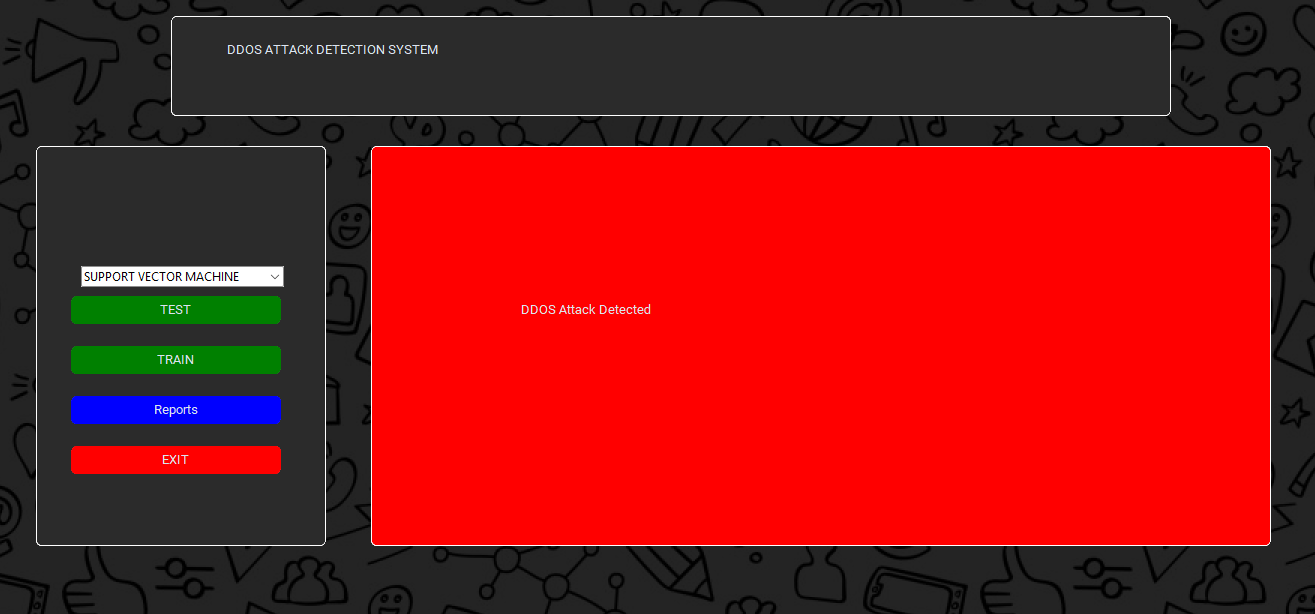 DDOS ATTACK DETECTION SYSTEM
SUPPORT VECTOR MACHINE
TEST
TRAIN
Reports
EXIT
DDOS Attack Detected